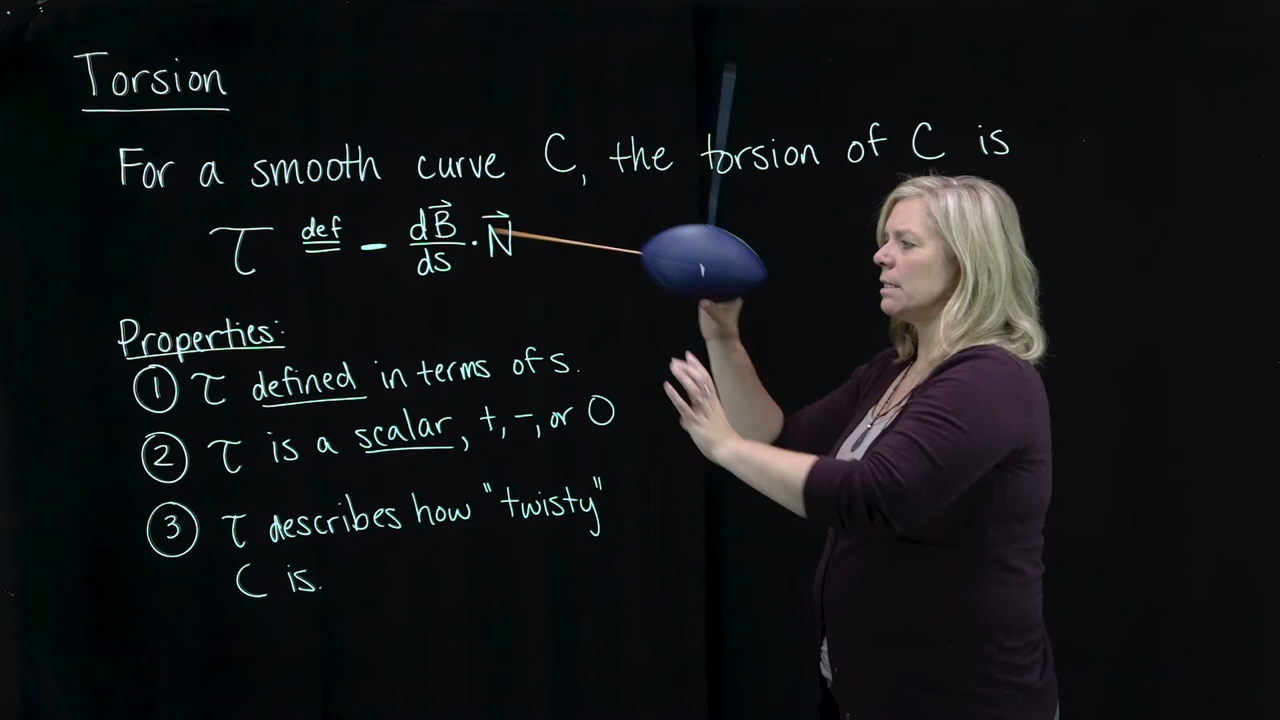 Torsion
For a smooth curve C, the torsion of C is
τ def= - dB⃗/ds · N⃗
Properties:
① τ defined in terms of s.
② τ is a scalar, +, -, or 0
③ τ describes how "twisty"
C is.